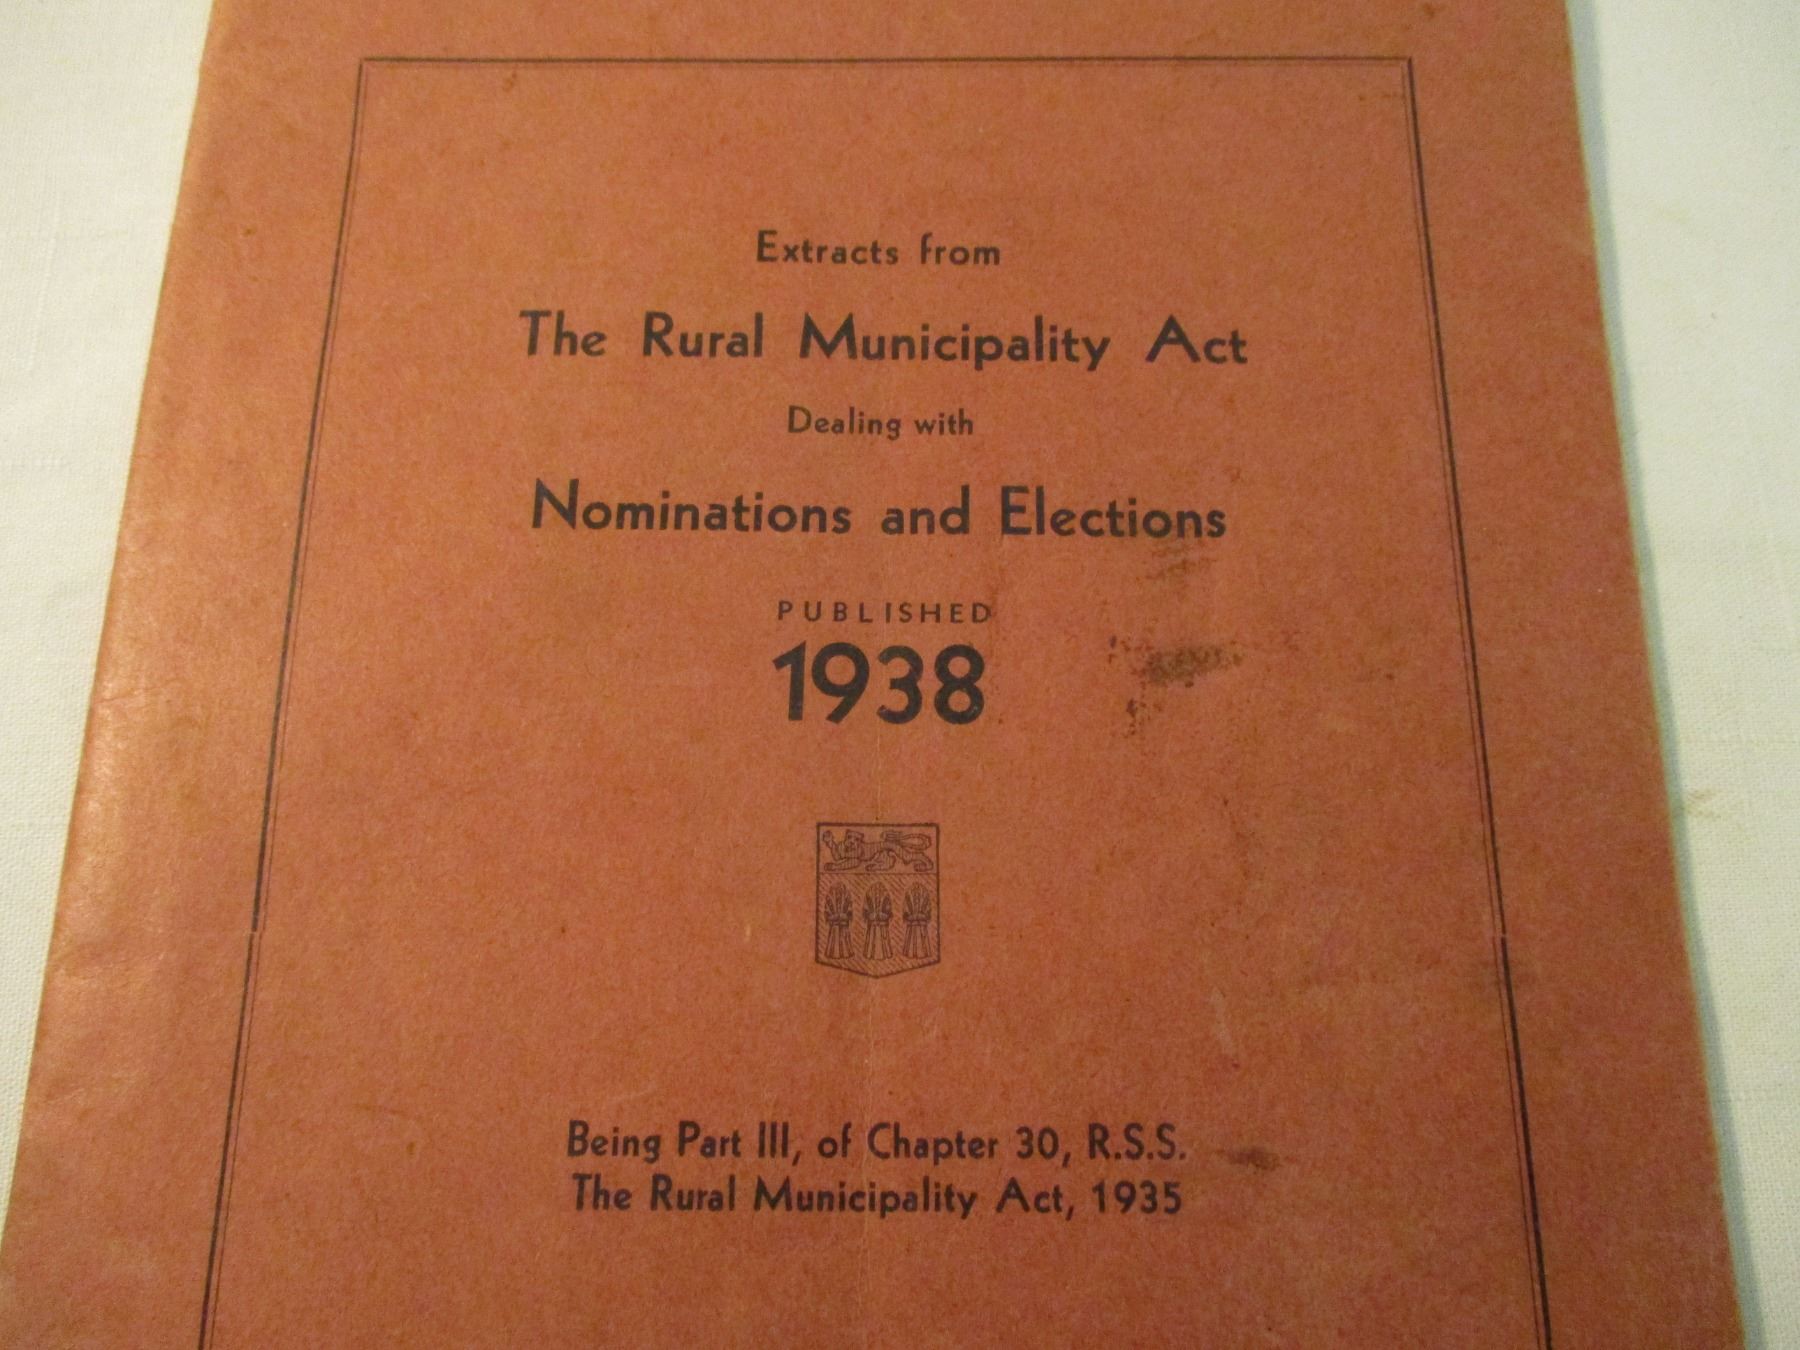 Extracts from
The Rural Municipality Act
Dealing with
Nominations and Elections
PUBLISHED
1938
Being Part III, of Chapter 30, R.S.S.
The Rural Municipality Act, 1935